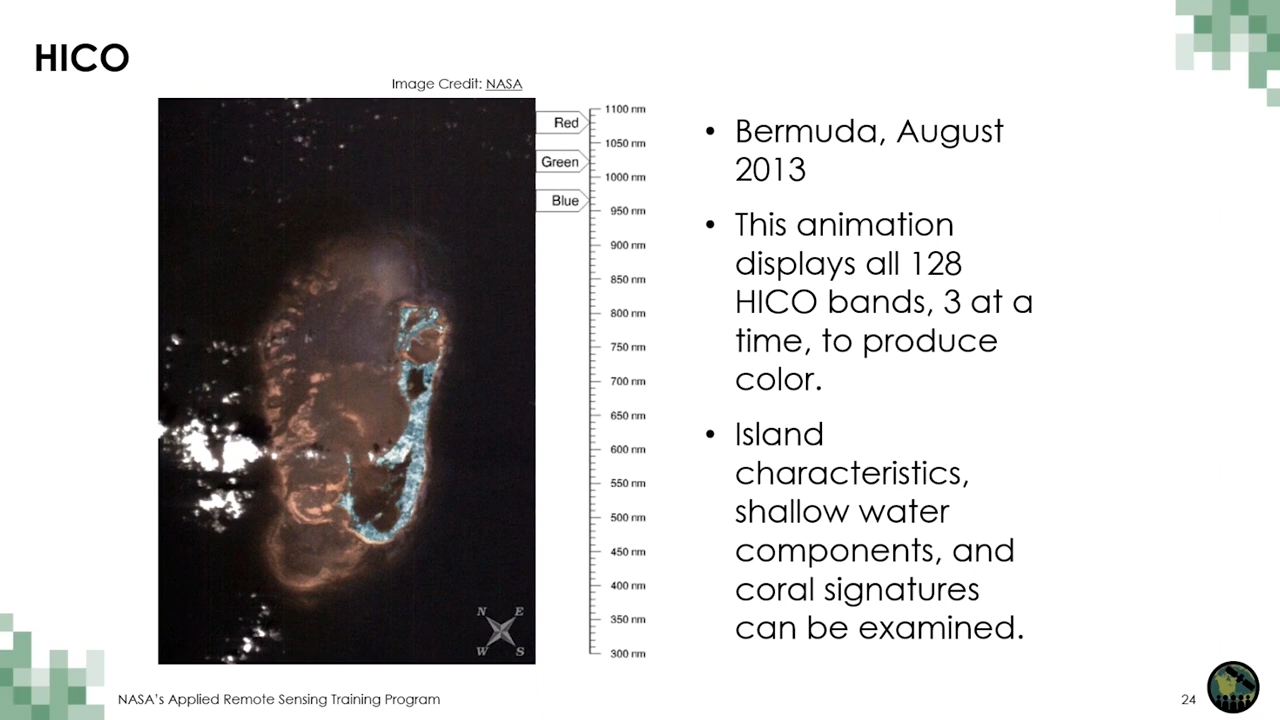 HICO
Image Credit: NASA
Red
Green
Blue
1100 nm
1050 nm
1000 nm
950 nm
900 nm
850 nm
800 nm
750 nm
700 nm
650 nm
600 nm
550 nm
500 nm
450 nm
400 nm
350 nm
300 nm
N E
W S
• Bermuda, August
2013
• This animation
displays all 128
HICO bands, 3 at a
time, to produce
color.
• Island
characteristics,
shallow water
components, and
coral signatures
can be examined.
NASA's Applied Remote Sensing Training Program
24